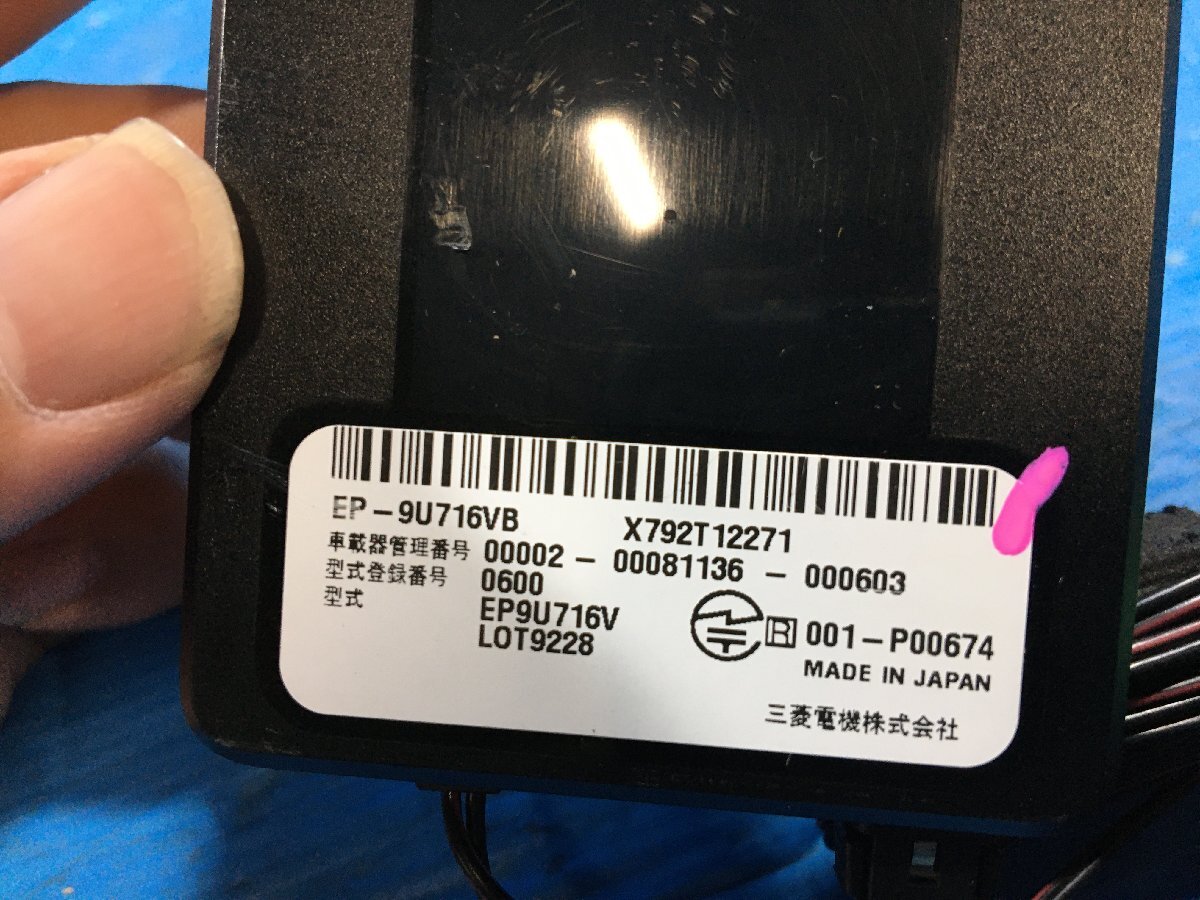 EP-9U716VB X792T12271
車載器管理番号 00002-00081136-000603
型式登録番号 0600
型式 EP9U716V
LOT9228
R 001-P00674
MADE IN JAPAN
三菱電機株式会社